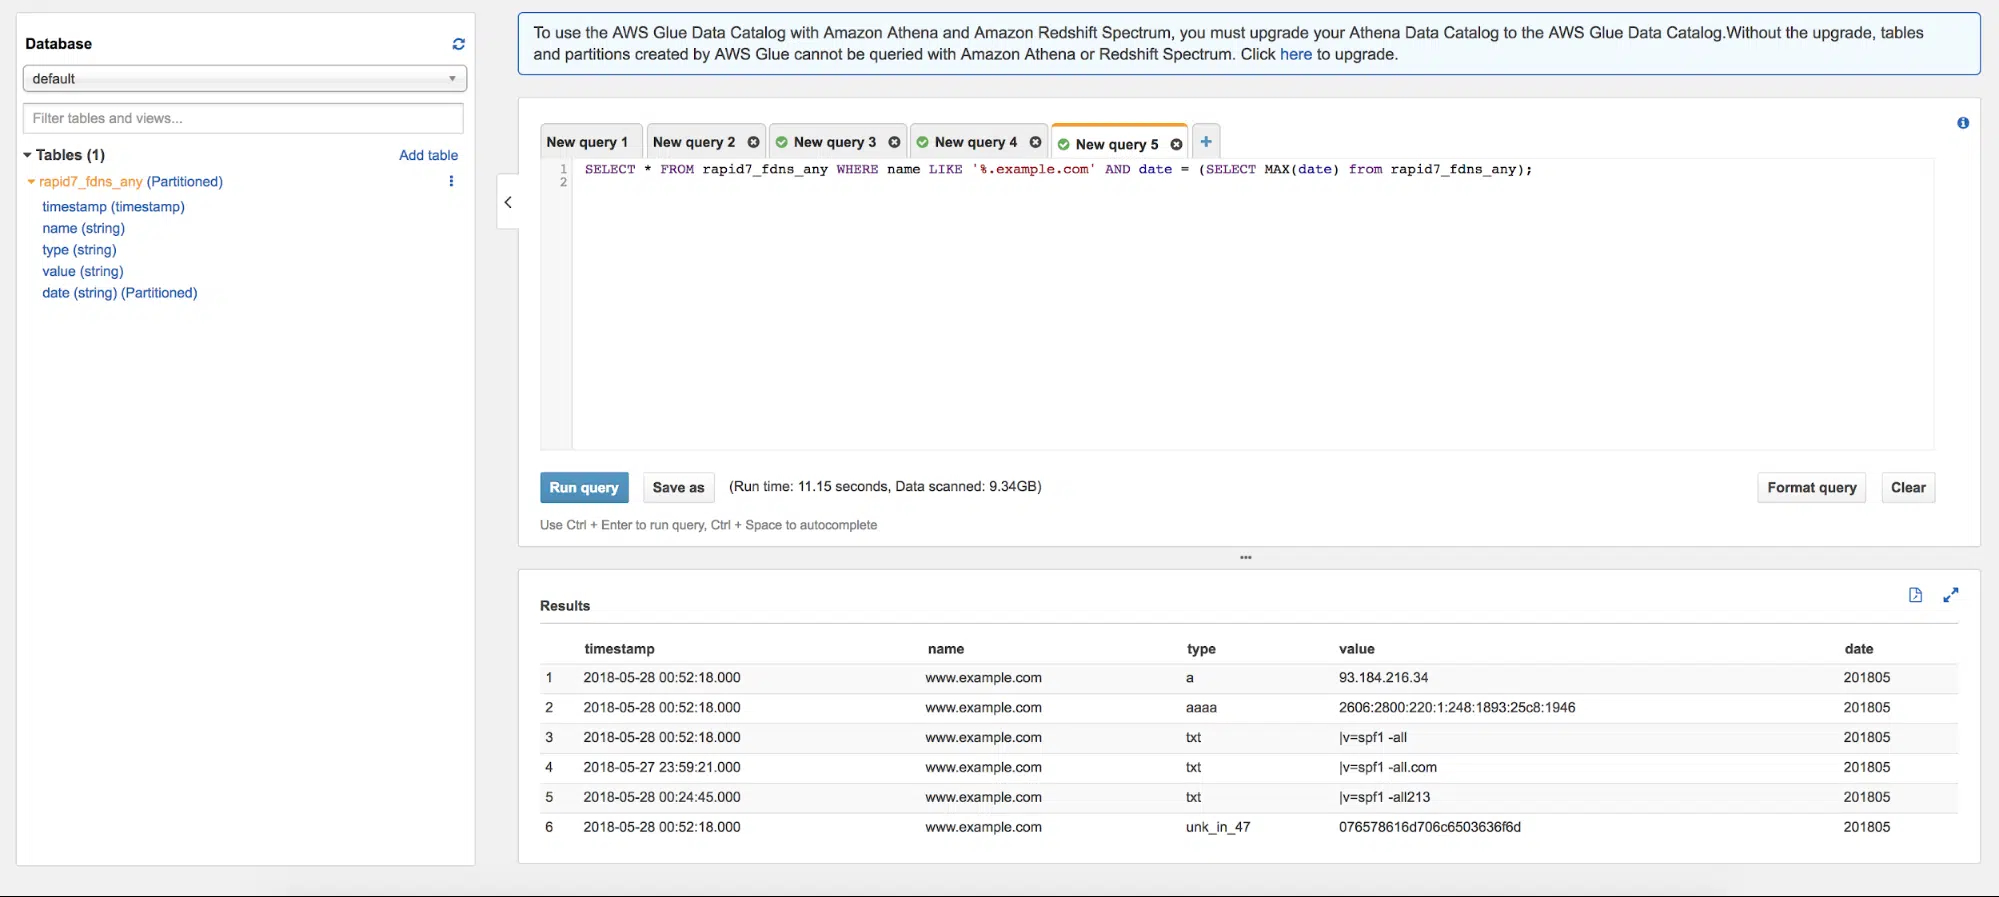 Database
default
Filter tables and views...
Tables (1)
Add table
rapid7_fdns_any (Partitioned)
timestamp (timestamp)
name (string)
type (string)
value (string)
date (string) (Partitioned)
To use the AWS Glue Data Catalog with Amazon Athena and Amazon Redshift Spectrum, you must upgrade your Athena Data Catalog to the AWS Glue Data Catalog.Without the upgrade, tables
and partitions created by AWS Glue cannot be queried with Amazon Athena or Redshift Spectrum. Click here to upgrade.
New query 1 New query 2 New query 3 New query 4 New query 5 +
1 SELECT * FROM rapid7_fdns_any WHERE name LIKE '%.example.com' AND date = (SELECT MAX(date) from rapid7_fdns_any);
2
Run query Save as (Run time: 11.15 seconds, Data scanned: 9.34GB) Format query Clear
Use Ctrl + Enter to run query, Ctrl + Space to autocomplete
Results
timestamp name type value date
1 2018-05-28 00:52:18.000 www.example.com a 93.184.216.34 201805
2 2018-05-28 00:52:18.000 www.example.com aaaa 2606:2800:220:1:248:1893:25c8:1946 201805
3 2018-05-28 00:52:18.000 www.example.com txt |v=spf1 -all 201805
4 2018-05-27 23:59:21.000 www.example.com txt |v=spf1 -all.com 201805
5 2018-05-28 00:24:45.000 www.example.com txt |v=spf1 -all213 201805
6 2018-05-28 00:52:18.000 www.example.com unk_in_47 076578616d706c6503636f6d 201805